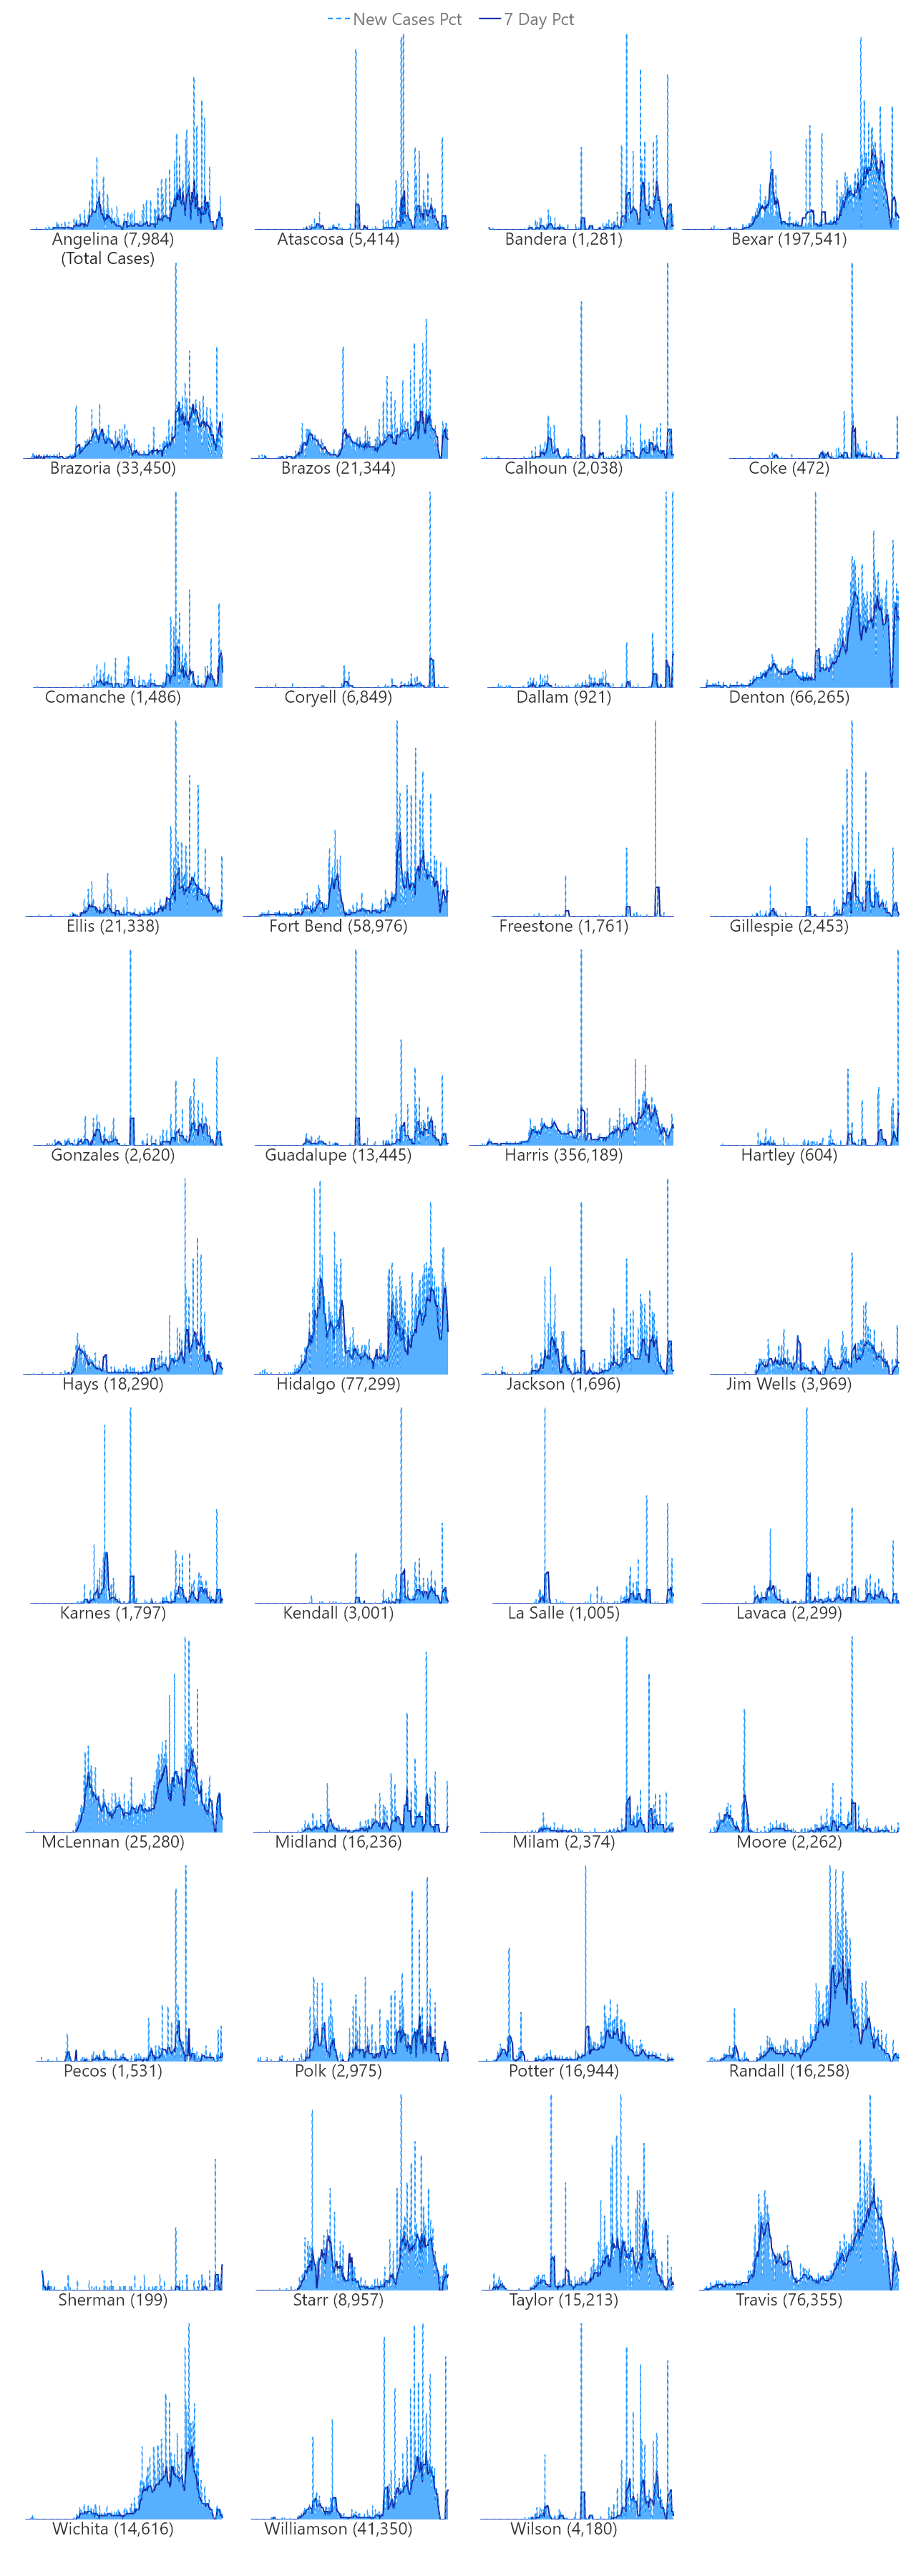 New Cases Pct 7 Day Pct
Angelina (7,984) Atascosa (5,414) Bandera (1,281) Bexar (197,541)
(Total Cases)
Brazoria (33,450) Brazos (21,344) Calhoun (2,038) Coke (472)
Comanche (1,486) Coryell (6,849) Dallam (921) Denton (66,265)
Ellis (21,338) Fort Bend (58,976) Freestone (1,761) Gillespie (2,453)
Gonzales (2,620) Guadalupe (13,445) Harris (356,189) Hartley (604)
Hays (18,290) Hidalgo (77,299) Jackson (1,696) Jim Wells (3,969)
Karnes (1,797) Kendall (3,001) La Salle (1,005) Lavaca (2,299)
McLennan (25,280) Midland (16,236) Milam (2,374) Moore (2,262)
Pecos (1,531) Polk (2,975) Potter (16,944) Randall (16,258)
Sherman (199) Starr (8,957) Taylor (15,213) Travis (76,355)
Wichita (14,616) Williamson (41,350) Wilson (4,180)